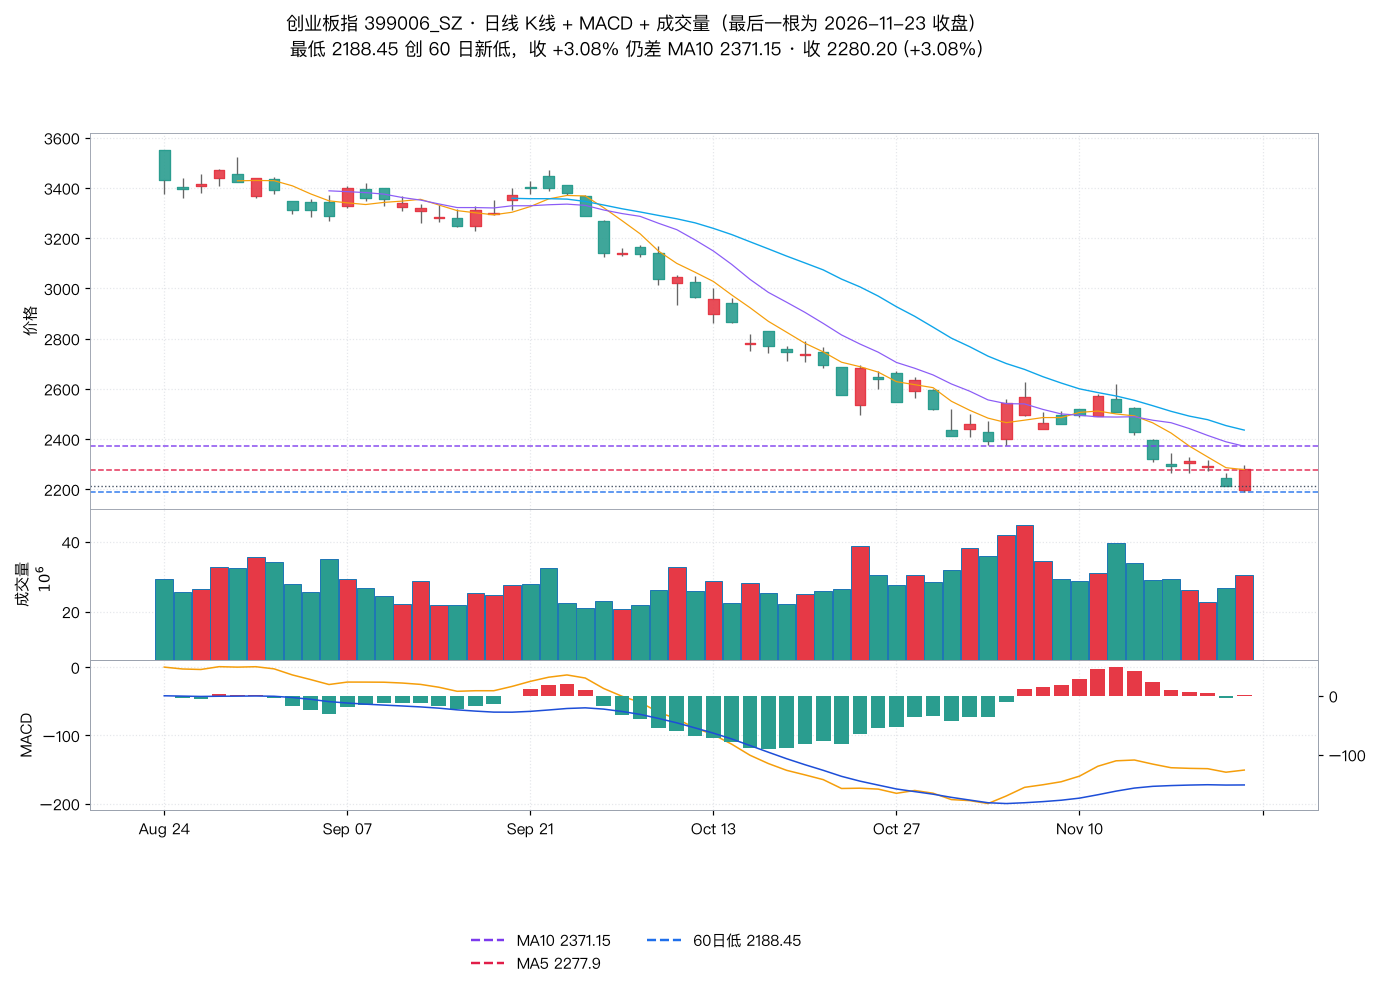 创业板指 399006_SZ · 日线 K线 + MACD + 成交量（最后一根为 2026−11−23 收盘）
最低 2188.45 创 60 日新低，收 +3.08% 仍差 MA10 2371.15 · 收 2280.20 (+3.08%)
3600
3400
3200
3000
2800
2600
2400
2200
价格
40
20
成交量
10⁶
0
−100
−200
MACD
0
−100
Aug 24
Sep 07
Sep 21
Oct 13
Oct 27
Nov 10
MA10 2371.15
60日低 2188.45
MA5 2277.9